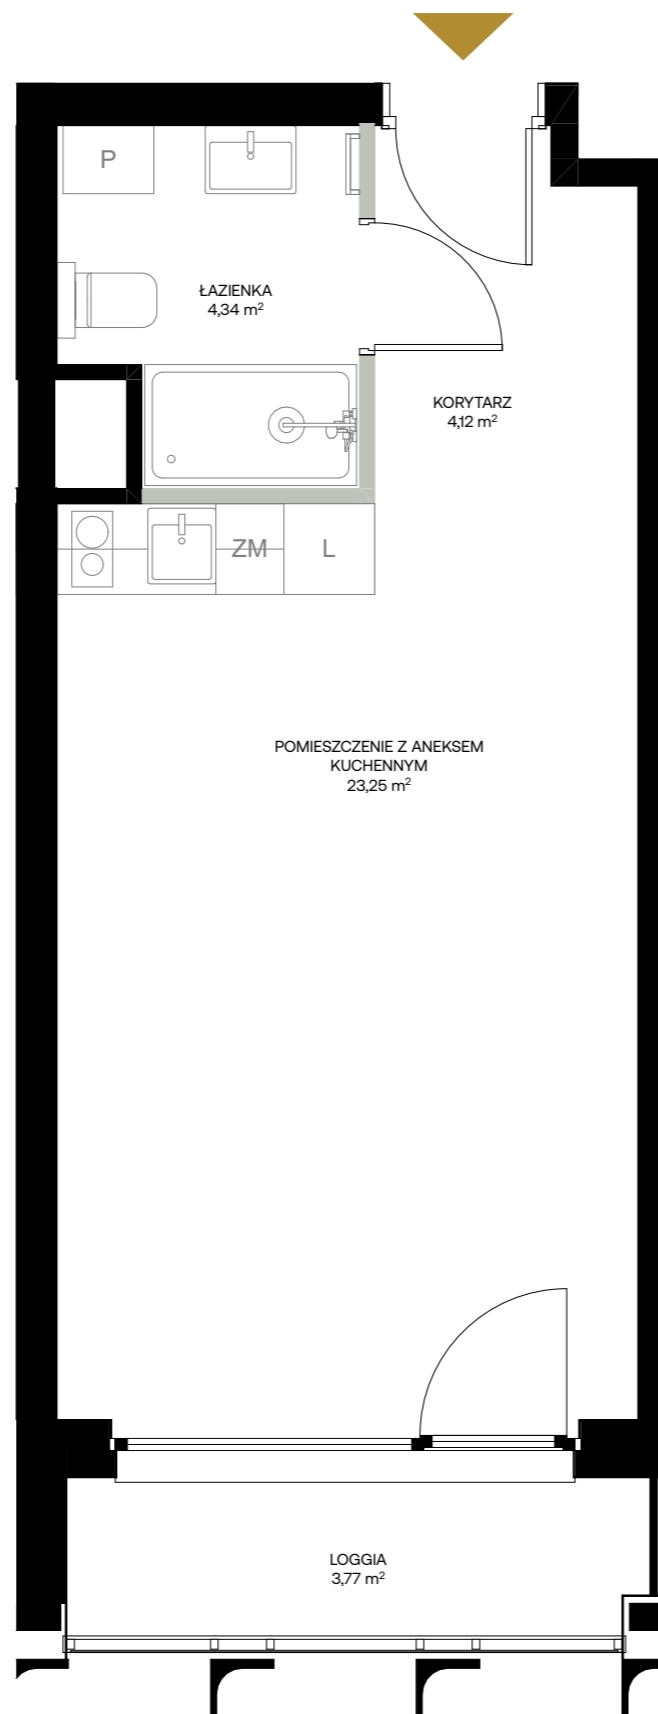 P
ŁAZIENKA
4,34 m²
KORYTARZ
4,12 m²
ZM
L
POMIESZCZENIE Z ANEKSEM
KUCHENNYM
23,25 m²
LOGGIA
3,77 m²